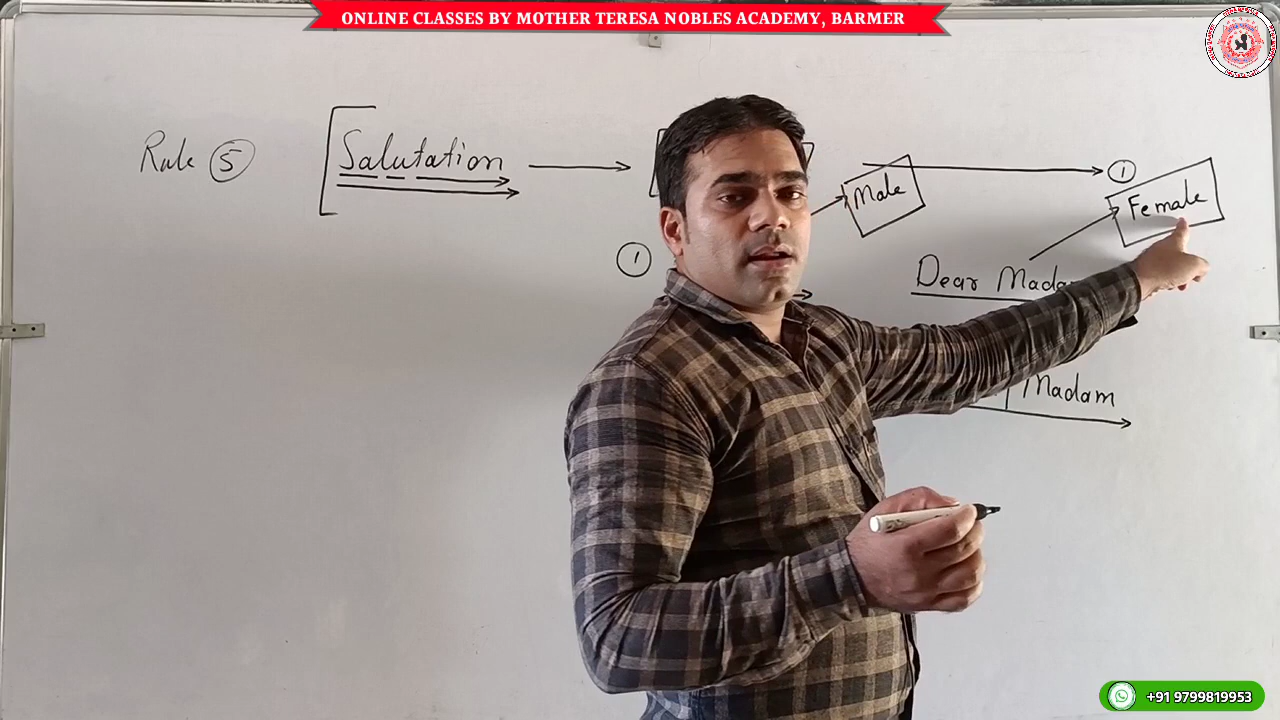 ONLINE CLASSES BY MOTHER TERESA NOBLES ACADEMY, BARMER
Rule 5 Salutation 1
Male Female
1 Dear Mada
Madam
+91 9799819953